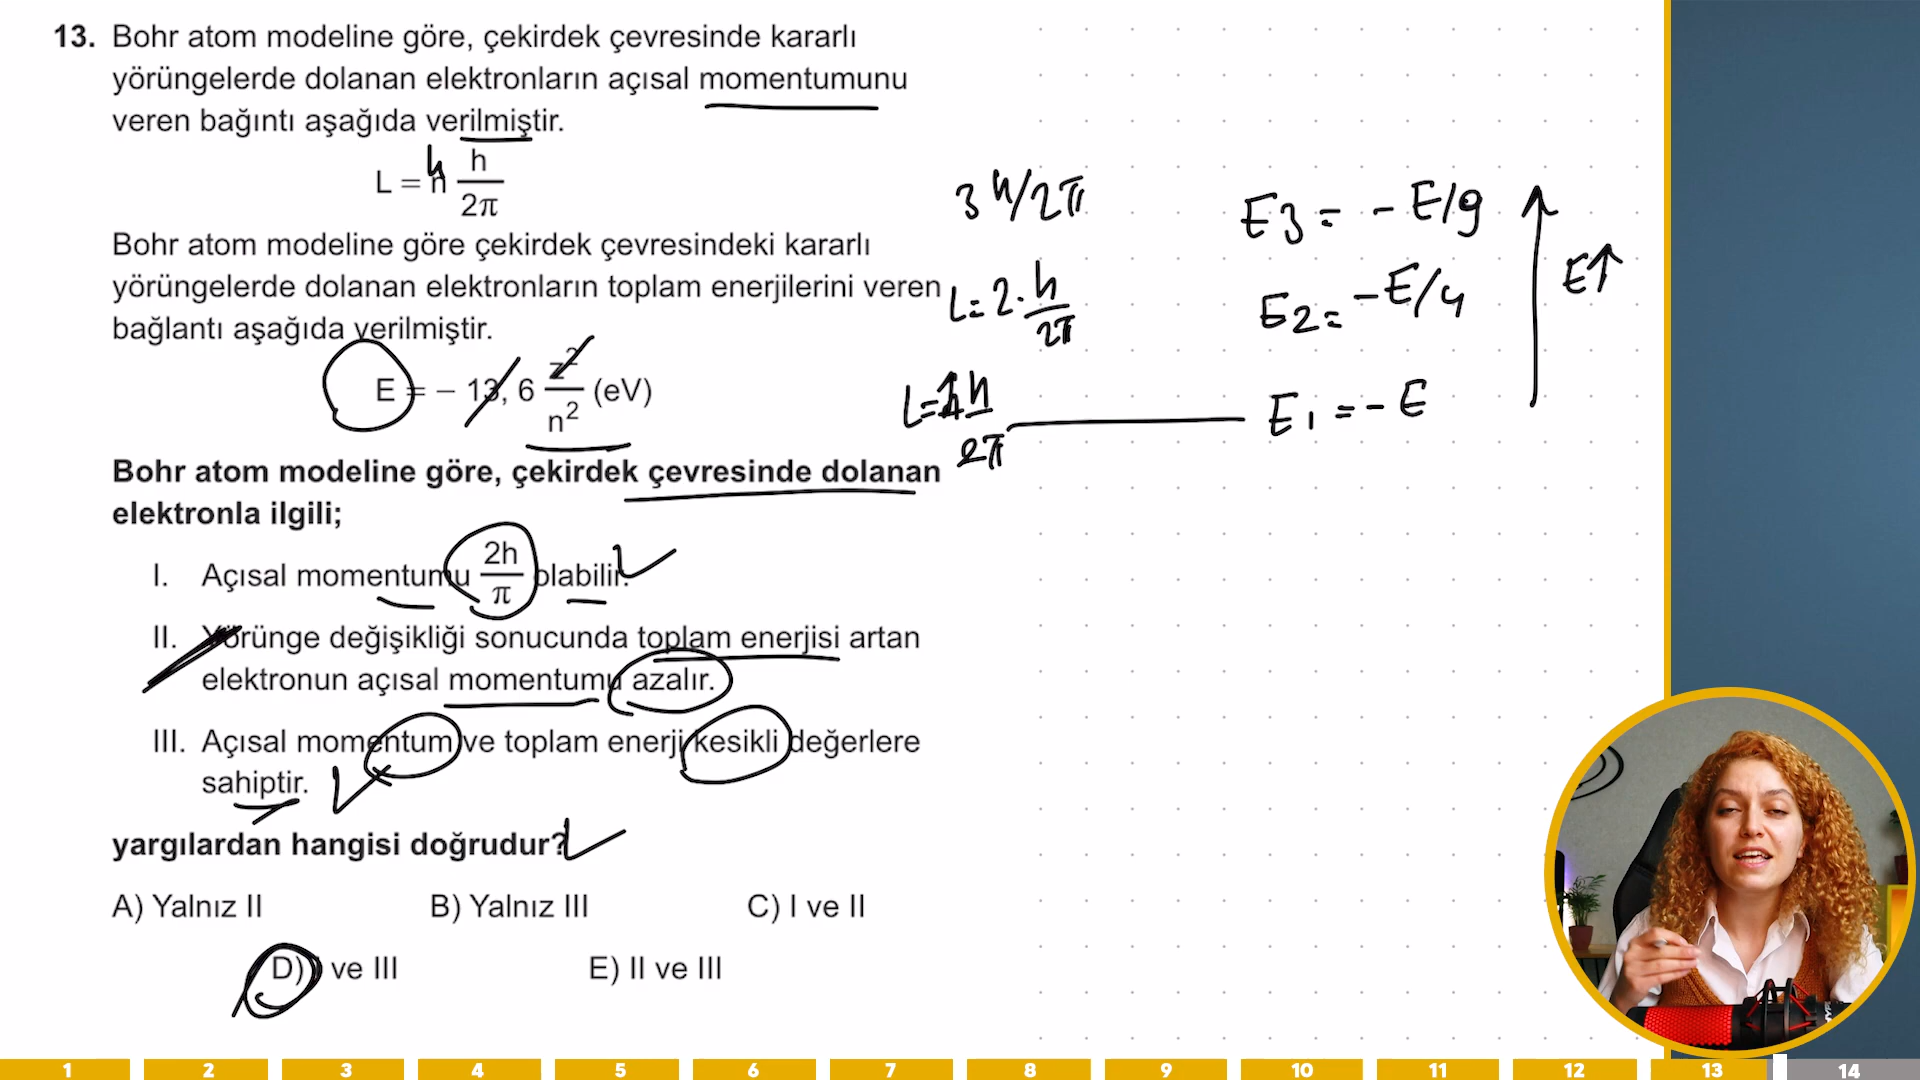 13. Bohr atom modeline göre, çekirdek çevresinde kararlı
yörüngelerde dolanan elektronların açısal momentumunu
veren bağıntı aşağıda verilmiştir.
L = n h/2π
Bohr atom modeline göre çekirdek çevresindeki kararlı
yörüngelerde dolanan elektronların toplam enerjilerini veren
bağlantı aşağıda verilmiştir.
E = – 13, 6 z²/n² (eV)
Bohr atom modeline göre, çekirdek çevresinde dolanan
elektronla ilgili;
I. Açısal momentumu 2h/π olabilir.
II. Yörünge değişikliği sonucunda toplam enerjisi artan
elektronun açısal momentumu azalır.
III. Açısal momentum ve toplam enerji kesikli değerlere
sahiptir.
yargılardan hangisi doğrudur?
A) Yalnız II B) Yalnız III C) I ve II
D) I ve III E) II ve III
3 h/2π
L=2.h/2π
L=1h/2π
E3 = -E/9
E2 = -E/4
E1 = -E
E↑
1 2 3 4 5 6 7 8 9 10 11 12 13 14